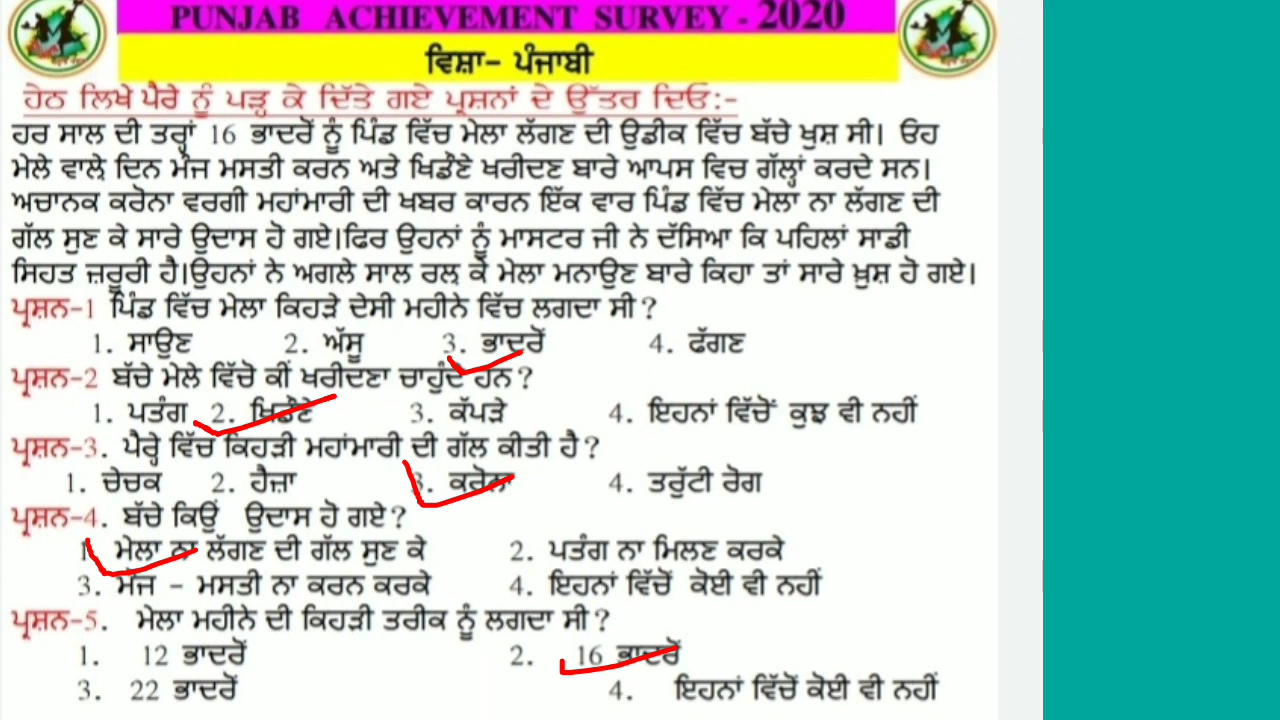 PUNJAB ACHIEVEMENT SURVEY - 2020
ਵਿਸ਼ਾ- ਪੰਜਾਬੀ
ਹੇਠ ਲਿਖੇ ਪੈਰੇ ਨੂੰ ਪੜ੍ਹ ਕੇ ਦਿੱਤੇ ਗਏ ਪ੍ਰਸ਼ਨਾਂ ਦੇ ਉੱਤਰ ਦਿਓ:-
ਹਰ ਸਾਲ ਦੀ ਤਰ੍ਹਾਂ 16 ਭਾਦਰੋਂ ਨੂੰ ਪਿੰਡ ਵਿੱਚ ਮੇਲਾ ਲੱਗਣ ਦੀ ਉਡੀਕ ਵਿੱਚ ਬੱਚੇ ਖੁਸ਼ ਸੀ। ਓਹ
ਮੇਲੇ ਵਾਲੇ ਦਿਨ ਮੌਜ ਮਸਤੀ ਕਰਨ ਅਤੇ ਖਿਡੌਣੇ ਖਰੀਦਣ ਬਾਰੇ ਆਪਸ ਵਿਚ ਗੱਲ੍ਹਾਂ ਕਰਦੇ ਸਨ।
ਅਚਾਨਕ ਕਰੋਨਾ ਵਰਗੀ ਮਹਾਂਮਾਰੀ ਦੀ ਖਬਰ ਕਾਰਨ ਇੱਕ ਵਾਰ ਪਿੰਡ ਵਿੱਚ ਮੇਲਾ ਨਾ ਲੱਗਣ ਦੀ
ਗੱਲ ਸੁਣ ਕੇ ਸਾਰੇ ਉਦਾਸ ਹੋ ਗਏ।ਫਿਰ ਉਹਨਾਂ ਨੂੰ ਮਾਸਟਰ ਜੀ ਨੇ ਦੱਸਿਆ ਕਿ ਪਹਿਲਾਂ ਸਾਡੀ
ਸਿਹਤ ਜ਼ਰੂਰੀ ਹੈ।ਉਹਨਾਂ ਨੇ ਅਗਲੇ ਸਾਲ ਰਲ ਕੇ ਮੇਲਾ ਮਨਾਉਣ ਬਾਰੇ ਕਿਹਾ ਤਾਂ ਸਾਰੇ ਖ਼ੁਸ਼ ਹੋ ਗਏ।
ਪ੍ਰਸ਼ਨ-1 ਪਿੰਡ ਵਿੱਚ ਮੇਲਾ ਕਿਹੜੇ ਦੇਸੀ ਮਹੀਨੇ ਵਿੱਚ ਲਗਦਾ ਸੀ ?
1. ਸਾਉਣ 2. ਅੱਸੂ 3. ਭਾਦਰੋਂ 4. ਫੱਗਣ
ਪ੍ਰਸ਼ਨ-2 ਬੱਚੇ ਮੇਲੇ ਵਿੱਚੋ ਕੀਂ ਖਰੀਦਣਾ ਚਾਹੁੰਦੇ ਹਨ ?
1. ਪਤੰਗ 2. ਖਿਡੌਣੇ 3. ਕੱਪੜੇ 4. ਇਹਨਾਂ ਵਿੱਚੋਂ ਕੁਝ ਵੀ ਨਹੀਂ
ਪ੍ਰਸ਼ਨ-3. ਪੈਰ੍ਹੇ ਵਿੱਚ ਕਿਹੜੀ ਮਹਾਂਮਾਰੀ ਦੀ ਗੱਲ ਕੀਤੀ ਹੈ ?
1. ਚੇਚਕ 2. ਹੈਜ਼ਾ 3. ਕਰੋਨਾ 4. ਤਰੁੱਟੀ ਰੋਗ
ਪ੍ਰਸ਼ਨ-4. ਬੱਚੇ ਕਿਉਂ ਉਦਾਸ ਹੋ ਗਏ ?
1 ਮੇਲਾ ਨਾ ਲੱਗਣ ਦੀ ਗੱਲ ਸੁਣ ਕੇ 2. ਪਤੰਗ ਨਾ ਮਿਲਣ ਕਰਕੇ
3. ਮੌਜ - ਮਸਤੀ ਨਾ ਕਰਨ ਕਰਕੇ 4. ਇਹਨਾਂ ਵਿੱਚੋਂ ਕੋਈ ਵੀ ਨਹੀਂ
ਪ੍ਰਸ਼ਨ-5. ਮੇਲਾ ਮਹੀਨੇ ਦੀ ਕਿਹੜੀ ਤਰੀਕ ਨੂੰ ਲਗਦਾ ਸੀ ?
1. 12 ਭਾਦਰੋਂ 2. 16 ਭਾਦਰੋਂ
3. 22 ਭਾਦਰੋਂ 4. ਇਹਨਾਂ ਵਿੱਚੋਂ ਕੋਈ ਵੀ ਨਹੀਂ